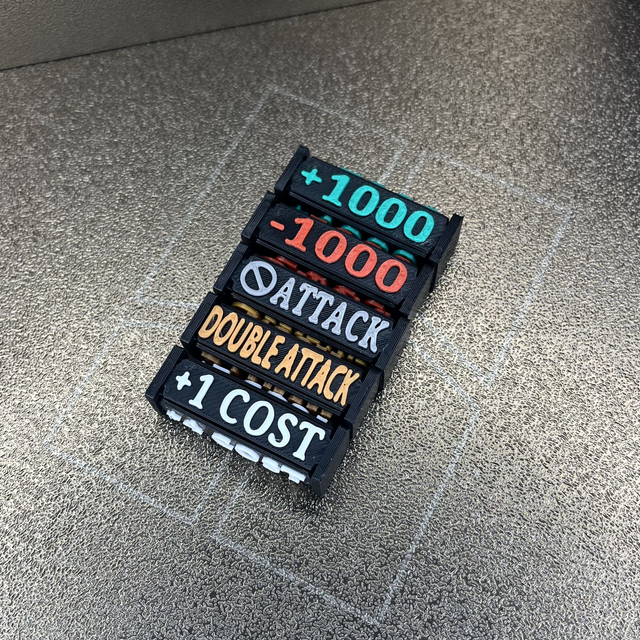 +1000
-1000
ATTACK
DOUBLE ATTACK
+1 COST